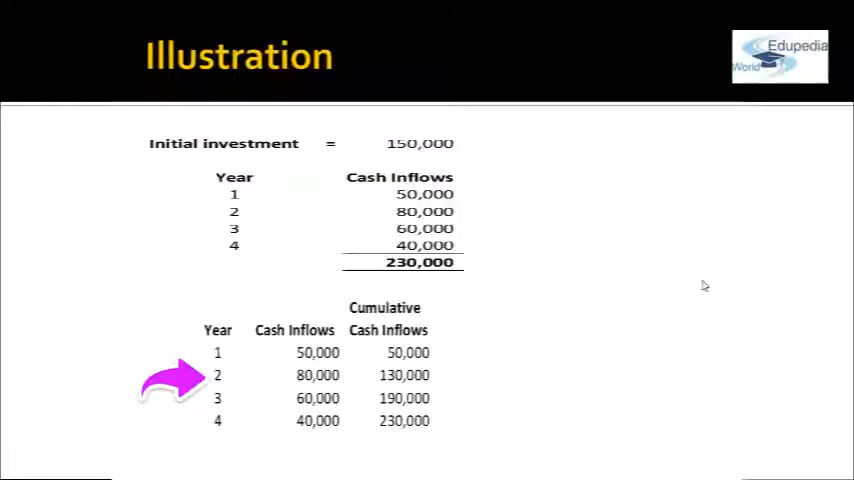 Illustration
Edupedia
World
Initial investment = 150,000
Year Cash Inflows
1 50,000
2 80,000
3 60,000
4 40,000
230,000
Cumulative
Year Cash Inflows Cash Inflows
1 50,000 50,000
2 80,000 130,000
3 60,000 190,000
4 40,000 230,000